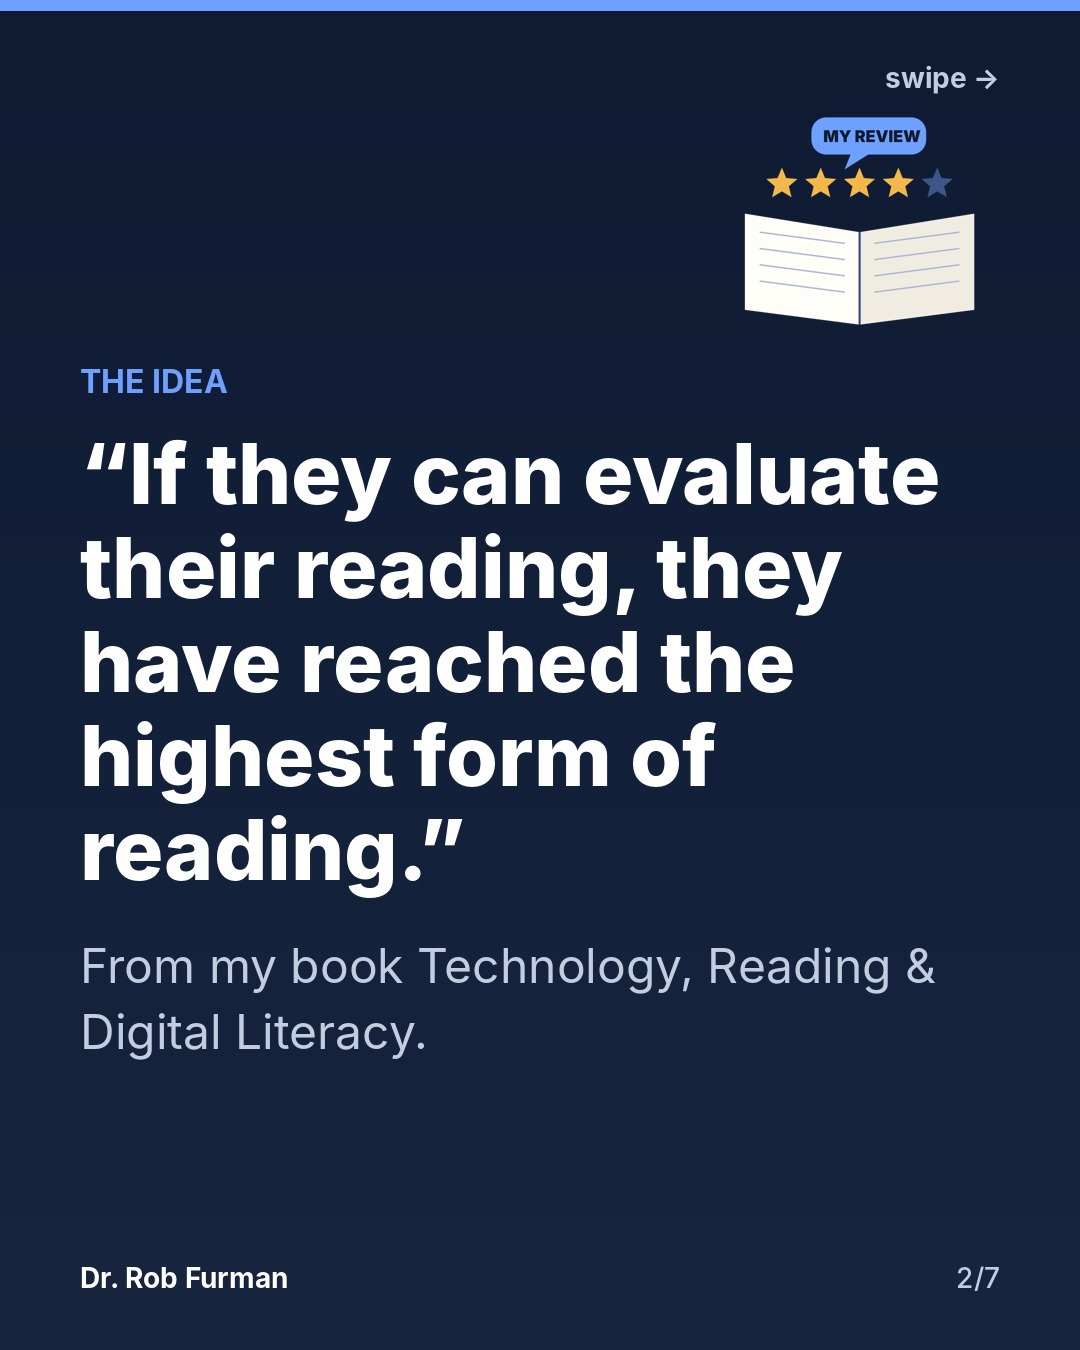 swipe →
MY REVIEW
THE IDEA
“If they can evaluate
their reading, they
have reached the
highest form of
reading.”
From my book Technology, Reading &
Digital Literacy.
Dr. Rob Furman
2/7